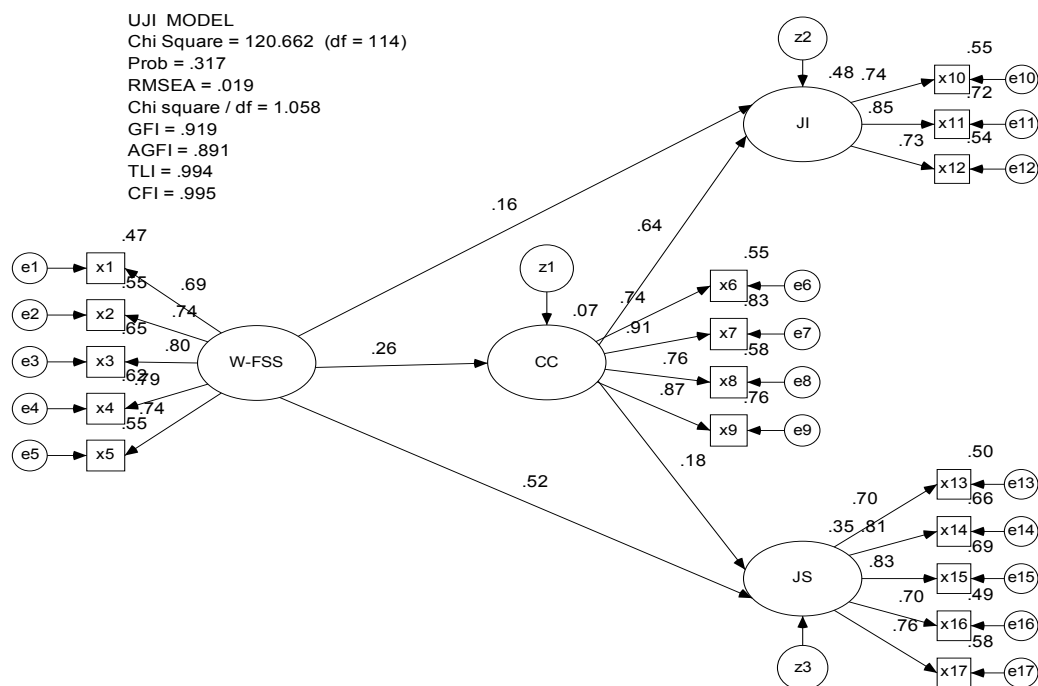 UJI MODEL
Chi Square = 120.662 (df = 114)
Prob = .317
RMSEA = .019
Chi square / df = 1.058
GFI = .919
AGFI = .891
TLI = .994
CFI = .995
z2
.48
.74
.55
x10
e10
.72
.85
JI
x11
e11
.54
.73
x12
e12
.16
.64
.47
e1
x1
.69
.55
e2
x2
.74
.65
e3
x3
.80
.62
e4
x4
.79
.55
e5
x5
.74
W-FSS
.26
z1
.07
CC
.55
.74
x6
e6
.83
.91
x7
e7
.58
.76
x8
e8
.76
.87
x9
e9
.18
.52
.50
.70
x13
e13
.66
.35
.81
x14
e14
.69
JS
.83
x15
e15
.49
.70
x16
e16
.58
.76
x17
e17
z3